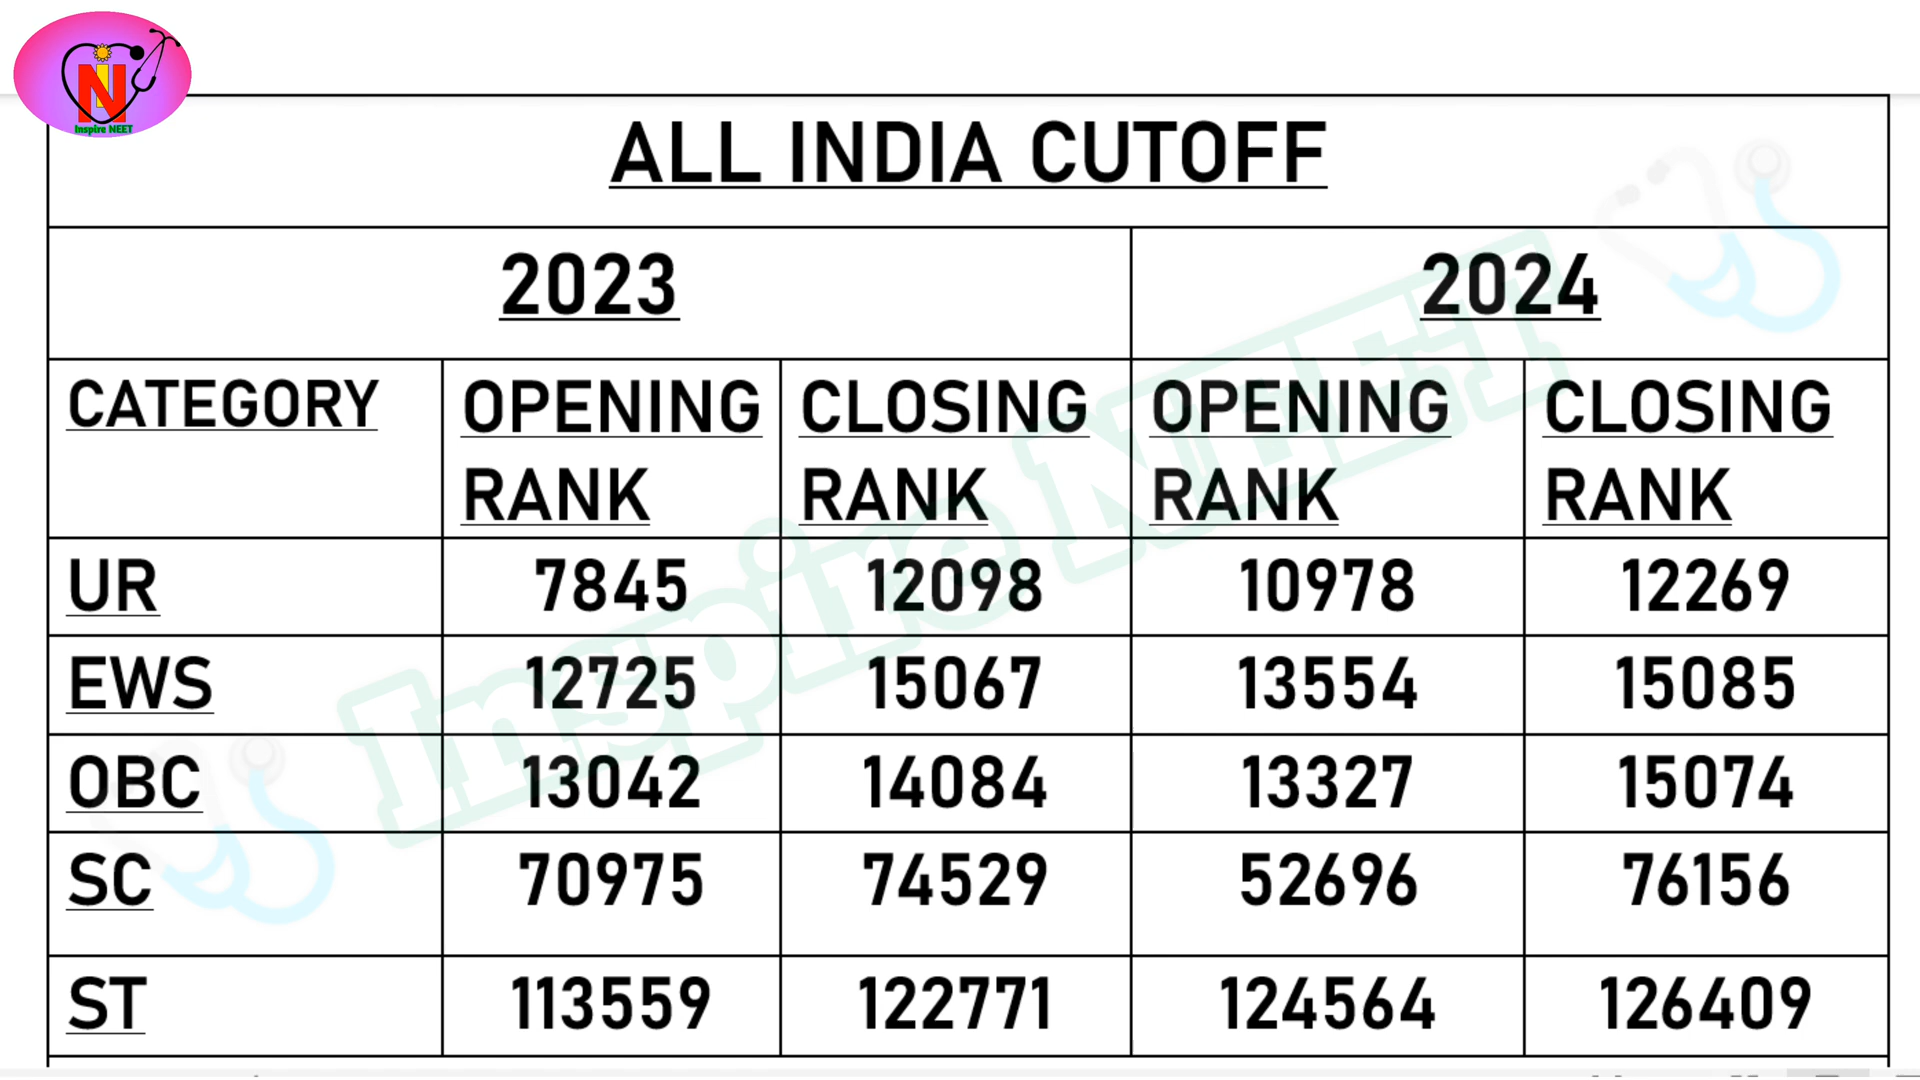 Inspire NEET
ALL INDIA CUTOFF
2023 2024
CATEGORY OPENING RANK CLOSING RANK OPENING RANK CLOSING RANK
UR 7845 12098 10978 12269
EWS 12725 15067 13554 15085
OBC 13042 14084 13327 15074
SC 70975 74529 52696 76156
ST 113559 122771 124564 126409
Inspire NEET